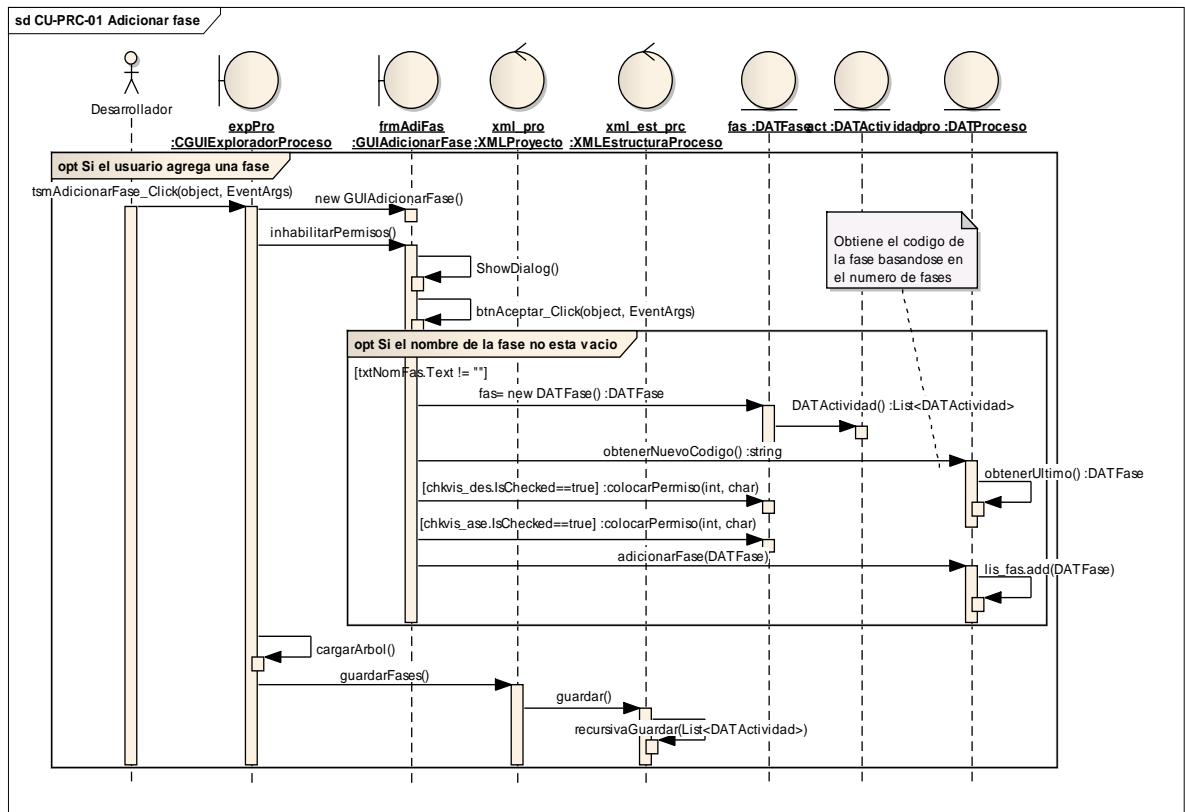 sd CU-PRC-01 Adicionar fase
Desarrollador
expPro
:CGUIExploradorProceso
frmAdiFas
:GUIAdicionarFase
xml_pro
:XMLProyecto
xml_est_prc
:XMLEstructuraProceso
fas :DATFase
act :DATActividad
pro :DATProceso
opt Si el usuario agrega una fase
tsmAdicionarFase_Click(object, EventArgs)
new GUIAdicionarFase()
inhabilitarPermisos()
ShowDialog()
btnAceptar_Click(object, EventArgs)
Obtiene el codigo de
la fase basandose en
el numero de fases
opt Si el nombre de la fase no esta vacio
[txtNomFas.Text != ""]
fas= new DATFase() :DATFase
DATActividad() :List<DATActividad>
obtenerNuevoCodigo() :string
obtenerUltimo() :DATFase
[chkvis_des.IsChecked==true] :colocarPermiso(int, char)
[chkvis_ase.IsChecked==true] :colocarPermiso(int, char)
adicionarFase(DATFase)
lis_fas.add(DATFase)
cargarArbol()
guardarFases()
guardar()
recursivaGuardar(List<DATActividad>)